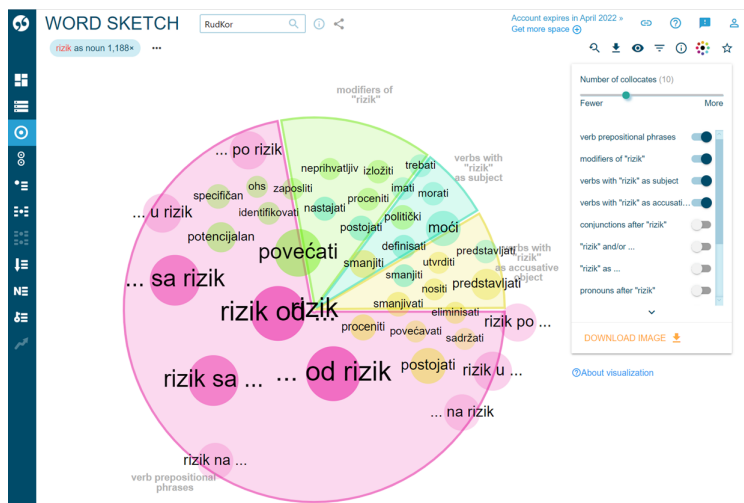 WORD SKETCH
RudKor
Account expires in April 2022 »
Get more space
rizik as noun 1,188×
modifiers of
"rizik"
... po rizik
neprihvatljiv
izložiti
trebati
verbs with
"rizik"
as subject
specifičan
ohs
zaposliti
proceniti
imati
morati
... u rizik
identifikovati
nastajati
politički
potencijalan
postojati
moći
povećati
definisati
verbs with
"rizik"
as accusative
object
predstavljati
smanjiti
utvrditi
... sa rizik
smanjiti
nositi
predstavljati
rizik od ...
rizik
smanjivati
eliminisati
rizik po ...
proceniti
povećavati
sadržati
rizik sa ...
... od rizik
postojati
rizik u ...
... na rizik
rizik na ...
verb prepositional
phrases
Number of collocates (10)
Fewer
More
verb prepositional phrases
modifiers of "rizik"
verbs with "rizik" as subject
verbs with "rizik" as accusati...
conjunctions after "rizik"
"rizik" and/or ...
"rizik" as ...
pronouns after "rizik"
DOWNLOAD IMAGE
About visualization